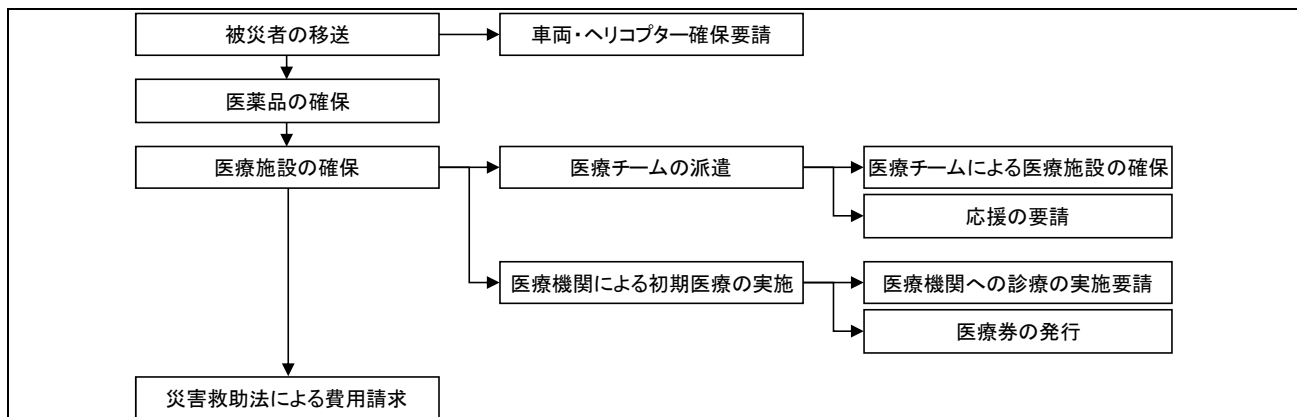 被災者の移送
車両・ヘリコプター確保要請
医薬品の確保
医療施設の確保
医療チームの派遣
医療チームによる医療施設の確保
応援の要請
医療機関による初期医療の実施
医療機関への診療の実施要請
医療券の発行
災害救助法による費用請求